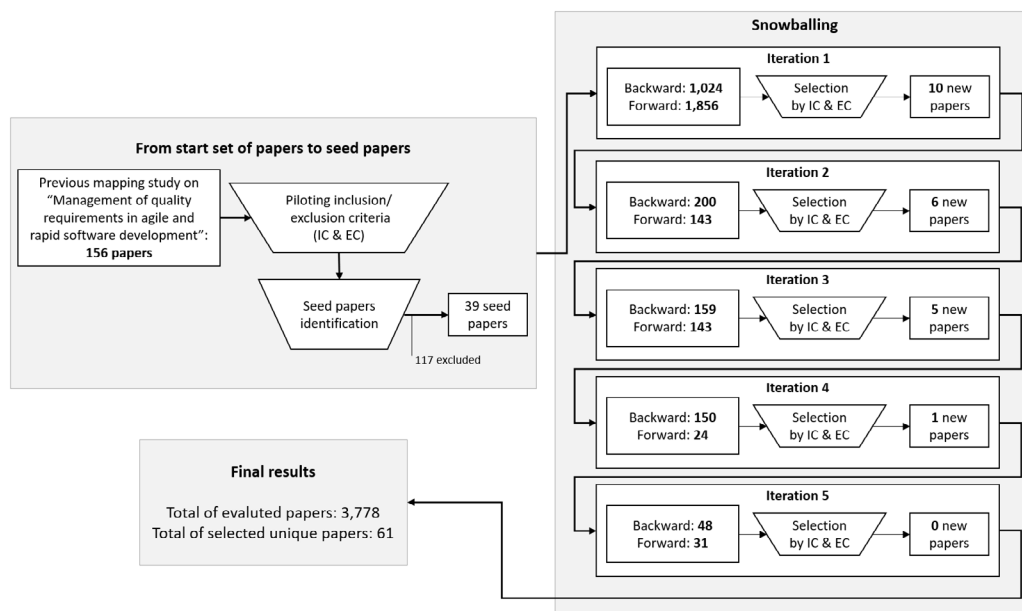 From start set of papers to seed papers
Previous mapping study on
“Management of quality
requirements in agile and
rapid software development”:
156 papers
Piloting inclusion/
exclusion criteria
(IC & EC)
Seed papers
identification
39 seed
papers
117 excluded
Snowballing
Iteration 1
Backward: 1,024
Forward: 1,856
Selection
by IC & EC
10 new
papers
Iteration 2
Backward: 200
Forward: 143
Selection
by IC & EC
6 new
papers
Iteration 3
Backward: 159
Forward: 143
Selection
by IC & EC
5 new
papers
Iteration 4
Backward: 150
Forward: 24
Selection
by IC & EC
1 new
papers
Iteration 5
Backward: 48
Forward: 31
Selection
by IC & EC
0 new
papers
Final results
Total of evaluted papers: 3,778
Total of selected unique papers: 61